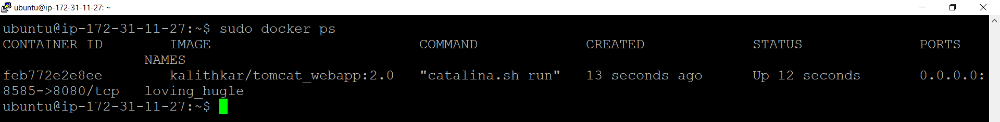 ubuntu@ip-172-31-11-27: ~
ubuntu@ip-172-31-11-27:~$ sudo docker ps
CONTAINER ID        IMAGE                         COMMAND             CREATED             STATUS              PORTS
                 NAMES
feb772e2e8ee        kalithkar/tomcat_webapp:2.0   "catalina.sh run"   13 seconds ago      Up 12 seconds       0.0.0.0:
8585->8080/tcp   loving_hugle
ubuntu@ip-172-31-11-27:~$